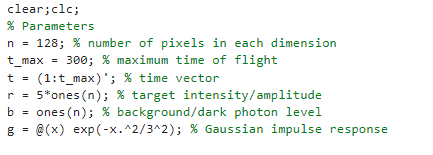 clear;clc;
% Parameters
n = 128; % number of pixels in each dimension
t_max = 300; % maximum time of flight
t = (1:t_max)'; % time vector
r = 5*ones(n); % target intensity/amplitude
b = ones(n); % background/dark photon level
g = @(x) exp(-x.^2/3^2); % Gaussian impulse response